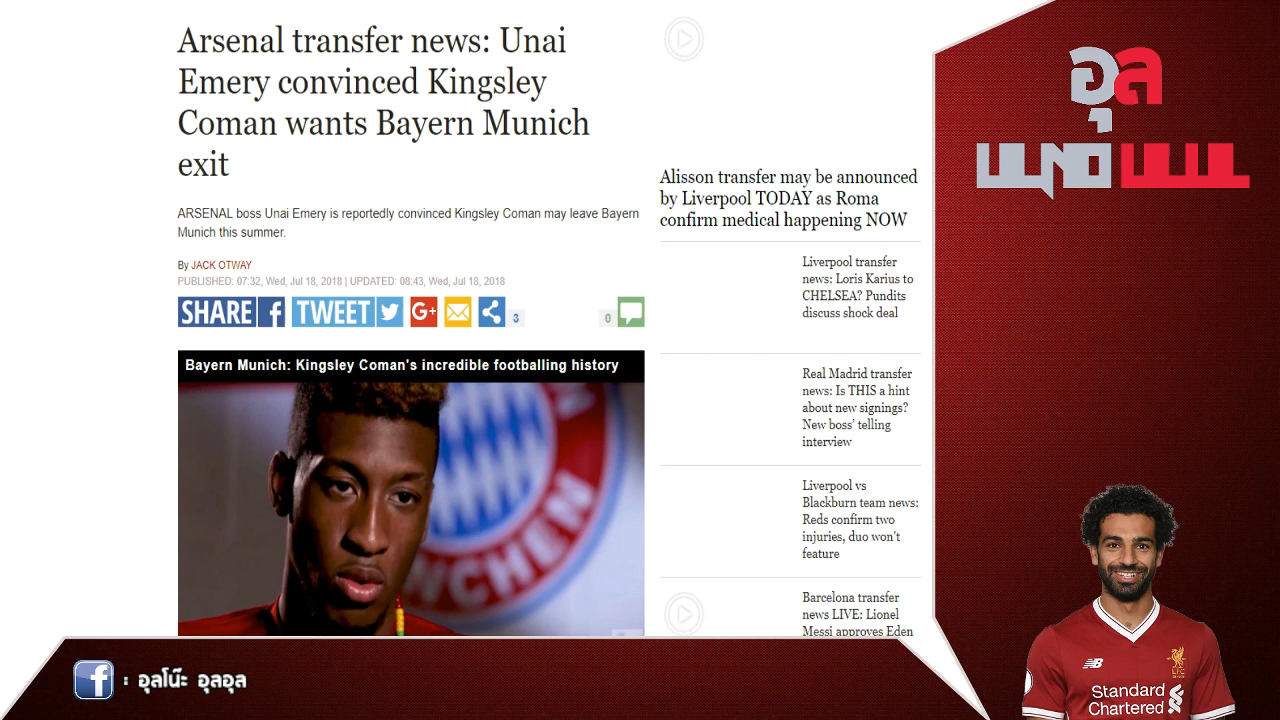 Arsenal transfer news: Unai
Emery convinced Kingsley
Coman wants Bayern Munich
exit
ARSENAL boss Unai Emery is reportedly convinced Kingsley Coman may leave Bayern
Munich this summer.
By JACK OTWAY
PUBLISHED: 07:32, Wed, Jul 18, 2018 | UPDATED: 08:43, Wed, Jul 18, 2018
SHARE f TWEET G+ 3 0
Bayern Munich: Kingsley Coman's incredible footballing history
NCHEN
Alisson transfer may be announced
by Liverpool TODAY as Roma
confirm medical happening NOW
Liverpool transfer
news: Loris Karius to
CHELSEA? Pundits
discuss shock deal
Real Madrid transfer
news: Is THIS a hint
about new signings?
New boss' telling
interview
Liverpool vs
Blackburn team news:
Reds confirm two
injuries, duo won't
feature
Barcelona transfer
news LIVE: Lionel
Messi approves Eden
อุล
Standard
Chartered
f : อุลโน๊ะ อุลอุล